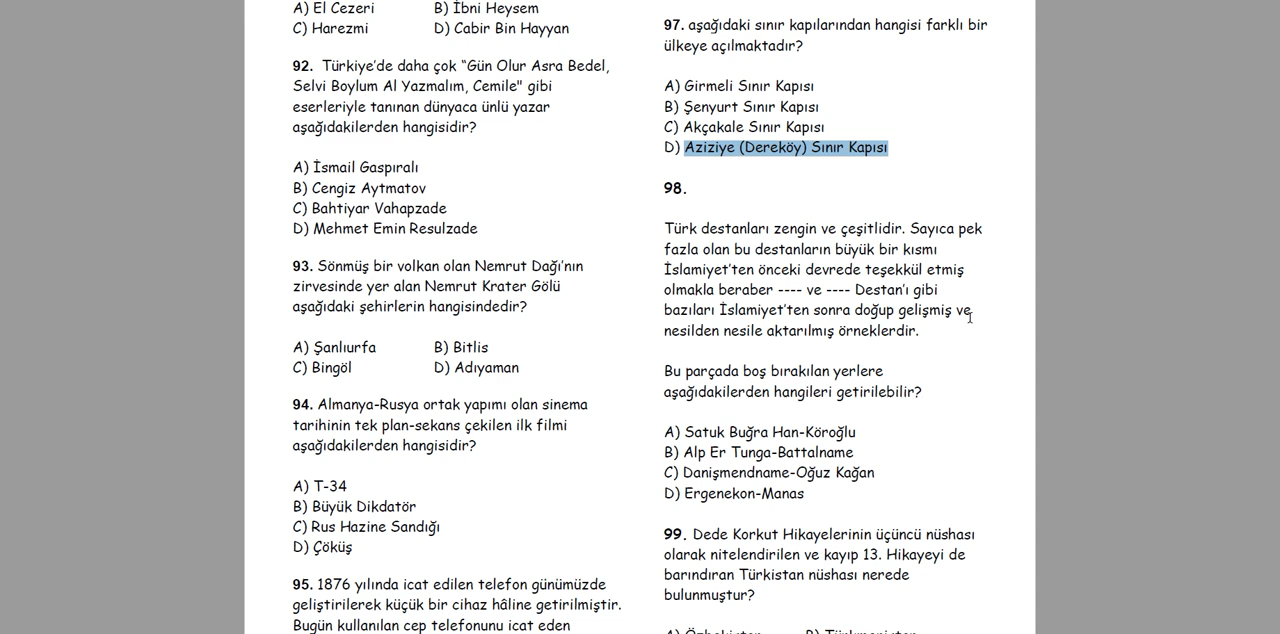 A) El Cezeri B) İbni Heysem
C) Harezmi D) Cabir Bin Hayyan
92. Türkiye’de daha çok “Gün Olur Asra Bedel,
Selvi Boylum Al Yazmalım, Cemile" gibi
eserleriyle tanınan dünyaca ünlü yazar
aşağıdakilerden hangisidir?
A) İsmail Gaspıralı
B) Cengiz Aytmatov
C) Bahtiyar Vahapzade
D) Mehmet Emin Resulzade
93. Sönmüş bir volkan olan Nemrut Dağı’nın
zirvesinde yer alan Nemrut Krater Gölü
aşağıdaki şehirlerin hangisindedir?
A) Şanlıurfa B) Bitlis
C) Bingöl D) Adıyaman
94. Almanya-Rusya ortak yapımı olan sinema
tarihinin tek plan-sekans çekilen ilk filmi
aşağıdakilerden hangisidir?
A) T-34
B) Büyük Dikdatör
C) Rus Hazine Sandığı
D) Çöküş
95. 1876 yılında icat edilen telefon günümüzde
geliştirilerek küçük bir cihaz hâline getirilmiştir.
Bugün kullanılan cep telefonunu icat eden
97. aşağıdaki sınır kapılarından hangisi farklı bir
ülkeye açılmaktadır?
A) Girmeli Sınır Kapısı
B) Şenyurt Sınır Kapısı
C) Akçakale Sınır Kapısı
D) Aziziye (Dereköy) Sınır Kapısı
98.
Türk destanları zengin ve çeşitlidir. Sayıca pek
fazla olan bu destanların büyük bir kısmı
İslamiyet’ten önceki devrede teşekkül etmiş
olmakla beraber ---- ve ---- Destan’ı gibi
bazıları İslamiyet’ten sonra doğup gelişmiş ve
nesilden nesile aktarılmış örneklerdir.
Bu parçada boş bırakılan yerlere
aşağıdakilerden hangileri getirilebilir?
A) Satuk Buğra Han-Köroğlu
B) Alp Er Tunga-Battalname
C) Danişmendname-Oğuz Kağan
D) Ergenekon-Manas
99. Dede Korkut Hikayelerinin üçüncü nüshası
olarak nitelendirilen ve kayıp 13. Hikayeyi de
barındıran Türkistan nüshası nerede
bulunmuştur?
A) Özbekistan B) Türkmenistan